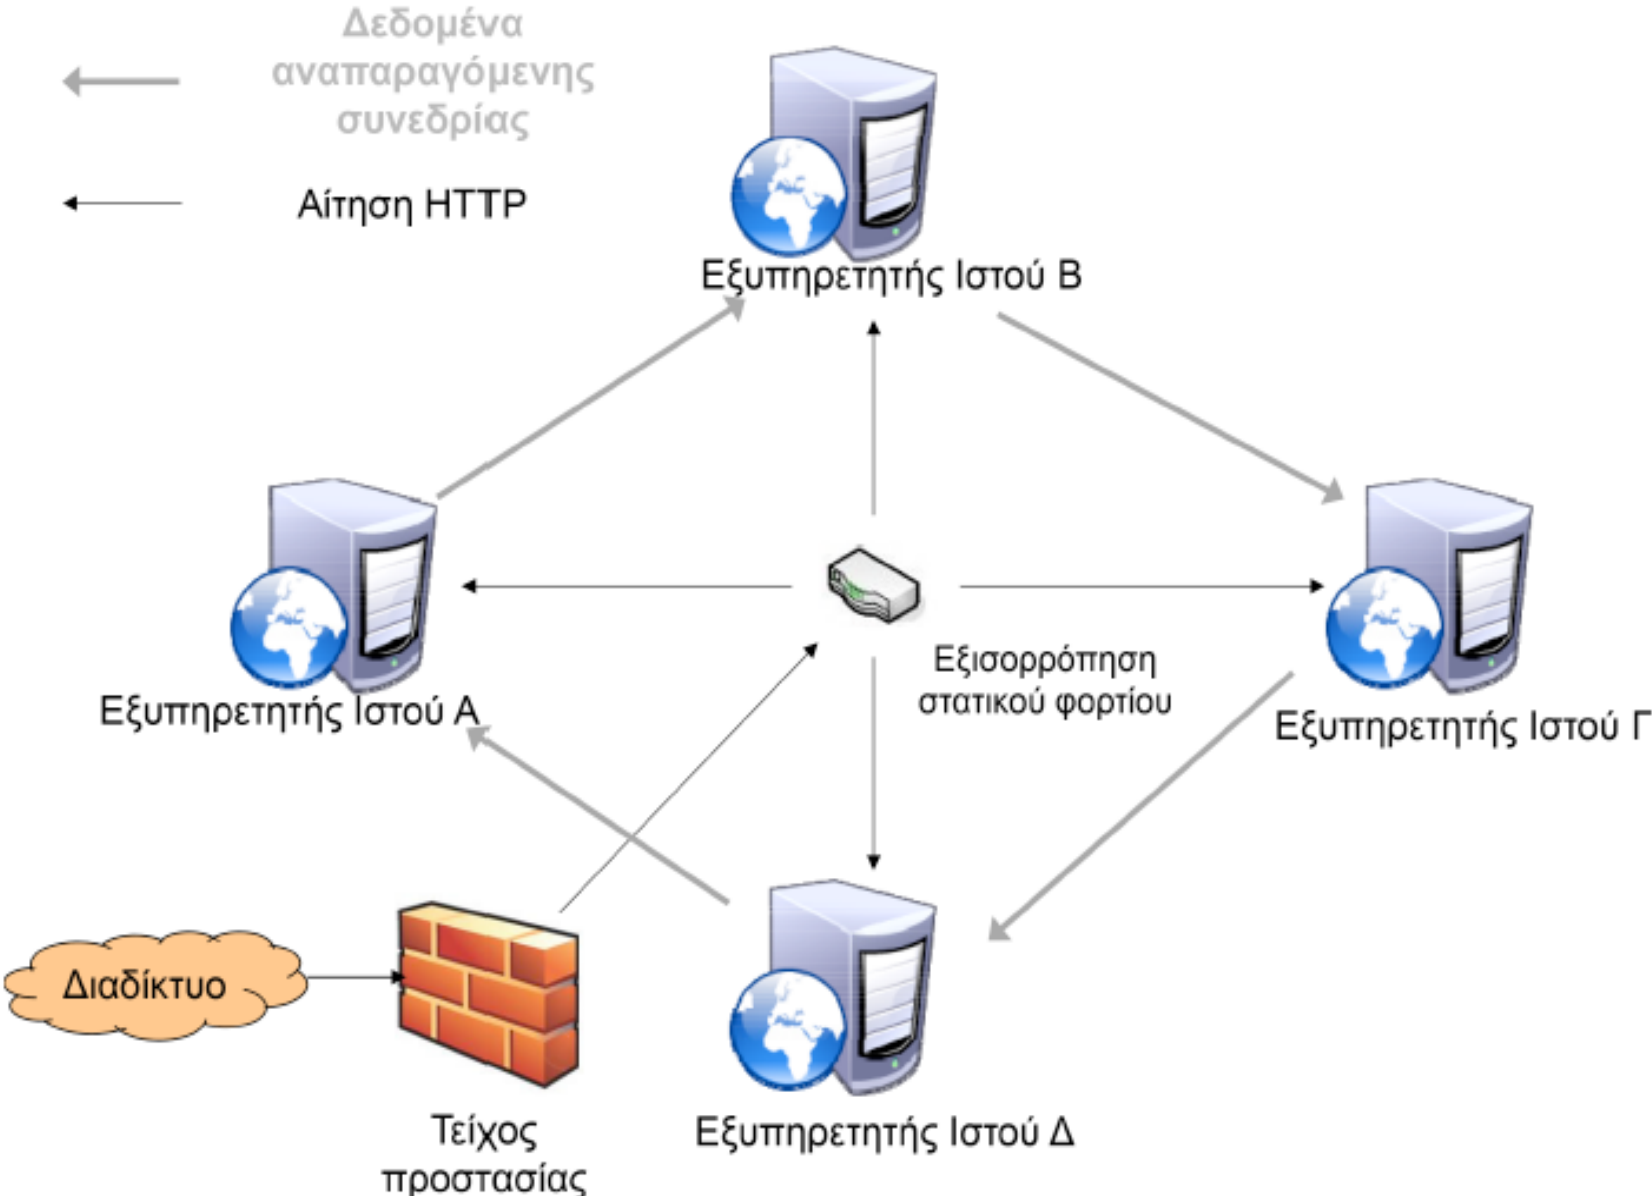 Δεδομένα
αναπαραγόμενης
συνεδρίας
Αίτηση HTTP
Εξυπηρετητής Ιστού Β
Εξισορρόπηση
στατικού φορτίου
Εξυπηρετητής Ιστού Α
Εξυπηρετητής Ιστού Γ
Διαδίκτυο
Τείχος
προστασίας
Εξυπηρετητής Ιστού Δ